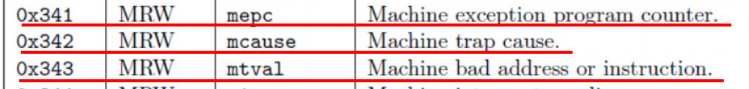 0x341 MRW mepc Machine exception program counter.
0x342 MRW mcause Machine trap cause.
0x343 MRW mtval Machine bad address or instruction.